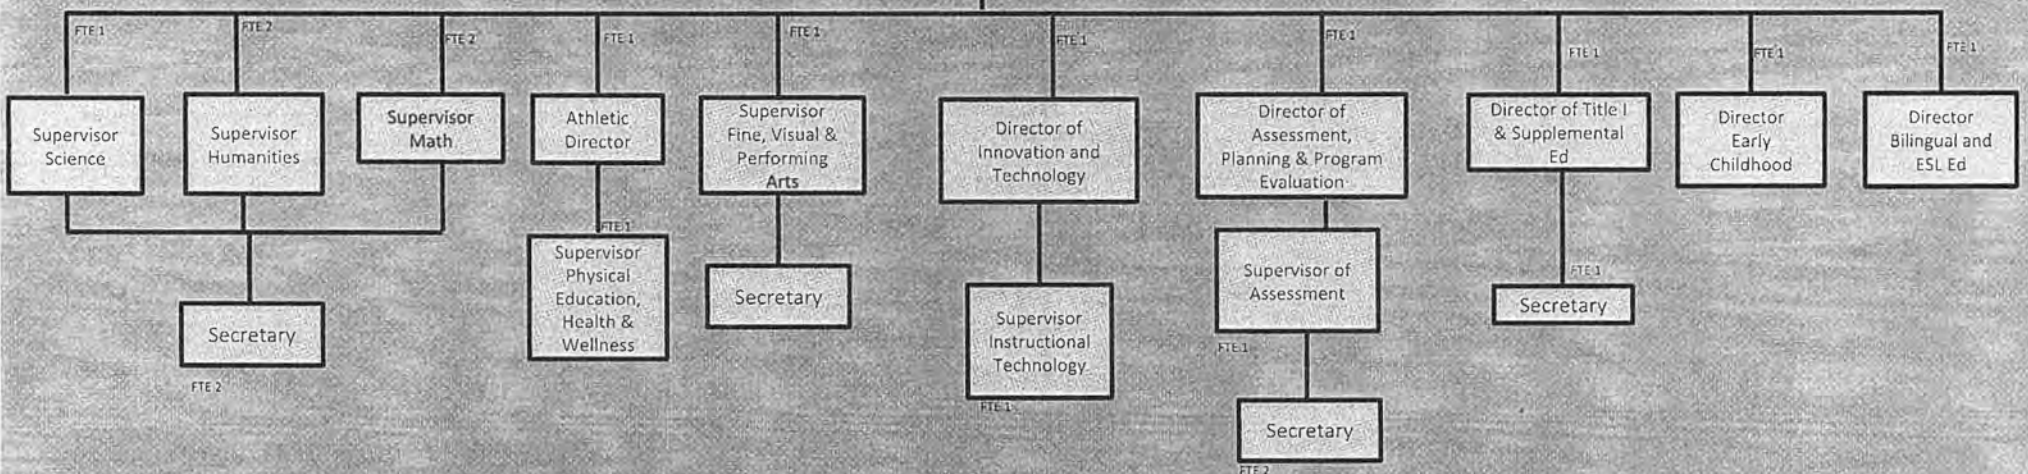 FTE 1
FTE 2
FTE 2
FTE 1
FTE 1
FTE 1
FTE 1
FTE 1
FTE 1
FTE 1
Supervisor
Science
Supervisor
Humanities
Supervisor
Math
Athletic
Director
Supervisor
Fine, Visual &
Performing
Arts
Director of
Innovation and
Technology
Director of
Assessment,
Planning & Program
Evaluation
Director of Title I
& Supplemental
Ed
Director
Early
Childhood
Director
Bilingual and
ESL Ed
Secretary
FTE 2
FTE 1
Supervisor
Physical
Education,
Health &
Wellness
Secretary
Supervisor
Instructional
Technology
FTE 1
Supervisor of
Assessment
FTE 1
Secretary
FTE 2
FTE 1
Secretary